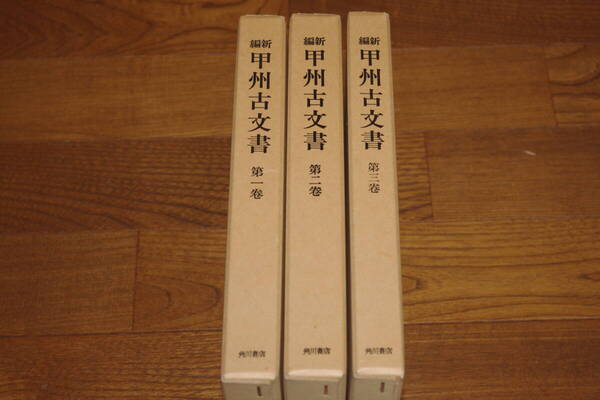 新編 甲州古文書 第一巻 角川書店
新編 甲州古文書 第二巻 角川書店
新編 甲州古文書 第三巻 角川書店